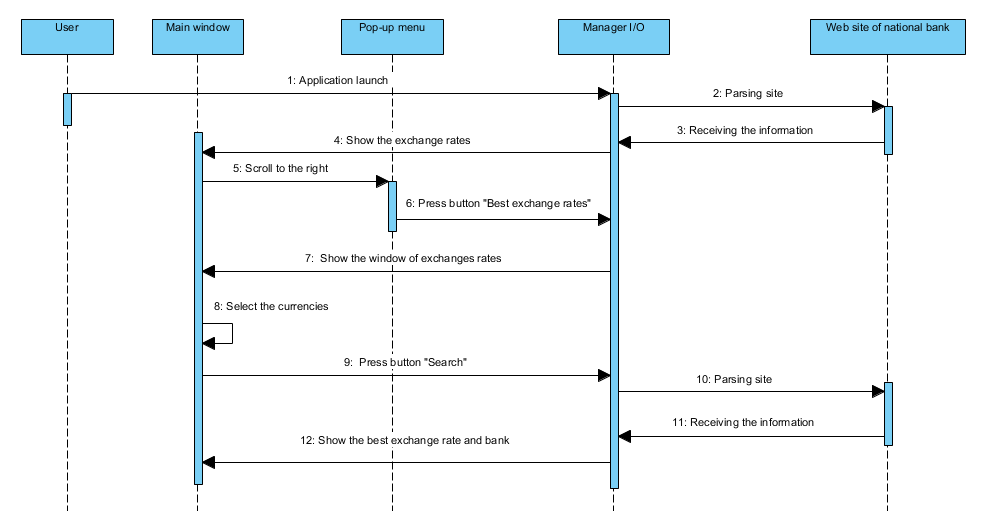 User
Main window
Pop-up menu
Manager I/O
Web site of national bank
1: Application launch
2: Parsing site
3: Receiving the information
4: Show the exchange rates
5: Scroll to the right
6: Press button "Best exchange rates"
7: Show the window of exchanges rates
8: Select the currencies
9: Press button "Search"
10: Parsing site
11: Receiving the information
12: Show the best exchange rate and bank